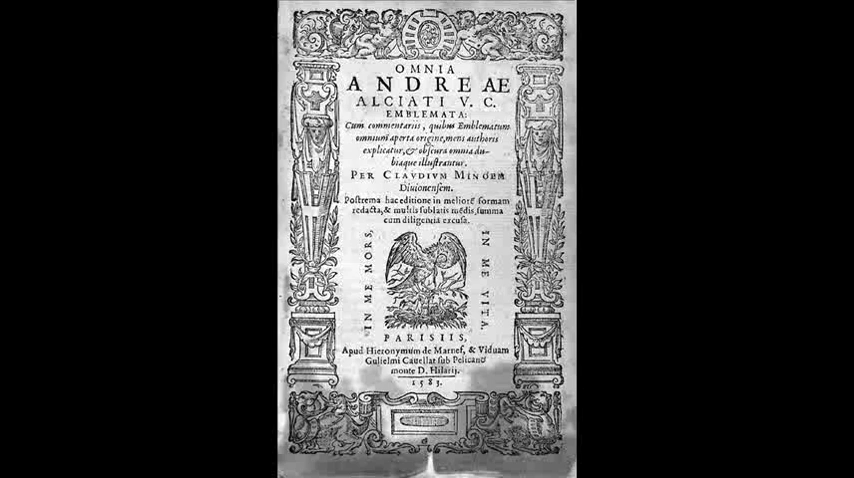 OMNIA
ANDREAE
ALCIATI V. C.
EMBLEMATA:
Cum commentariis, quibus Emblematum
omnium aperta origine, mens authoris
explicatur, & obscura omnia du-
biaque illustrantur.
PER CLAVDIVM MINOEM
Diuionensem.
Postrema hac editione in meliorē formam
redacta, & multis sublatis mēdis, summa
cum diligentia excusa.
IN ME MORS,
IN ME VITA.
PARISIIS,
Apud Hieronymum de Marnef, & Viduam
Gulielmi Cauellat sub Pelicano
monte D. Hilarij.
1583.